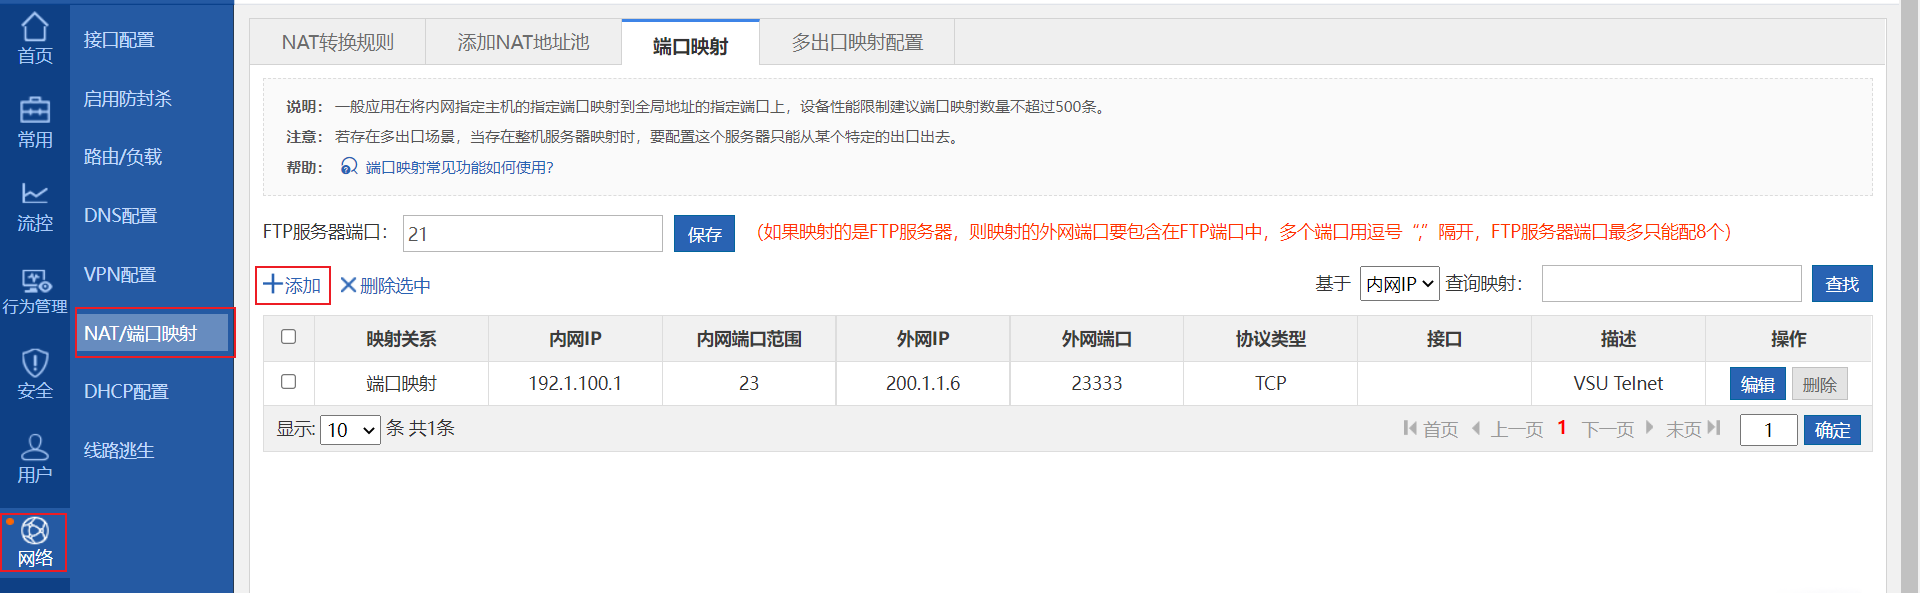 首页
常用
流控
行为管理
安全
用户
网络
接口配置
启用防封杀
路由/负载
DNS配置
VPN配置
NAT/端口映射
DHCP配置
线路逃生
NAT转换规则 添加NAT地址池 端口映射 多出口映射配置
说明： 一般应用在将内网指定主机的指定端口映射到全局地址的指定端口上，设备性能限制建议端口映射数量不超过500条。
注意： 若存在多出口场景，当存在整机服务器映射时，要配置这个服务器只能从某个特定的出口出去。
帮助： 端口映射常见功能如何使用？
FTP服务器端口： 21 保存 （如果映射的是FTP服务器，则映射的外网端口要包含在FTP端口中，多个端口用逗号“,”隔开，FTP服务器端口最多只能配8个）
添加 删除选中 基于 内网IP 查询映射： 查找
映射关系 内网IP 内网端口范围 外网IP 外网端口 协议类型 接口 描述 操作
端口映射 192.1.100.1 23 200.1.1.6 23333 TCP VSU Telnet 编辑 删除
显示: 10 条 共1条 首页 上一页 1 下一页 末页 1 确定